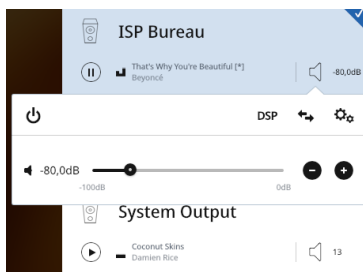 ISP Bureau
That's Why You're Beautiful [*]
Beyoncé
-80,0dB
DSP
-80,0dB
-100dB
0dB
System Output
Coconut Skins
Damien Rice
13